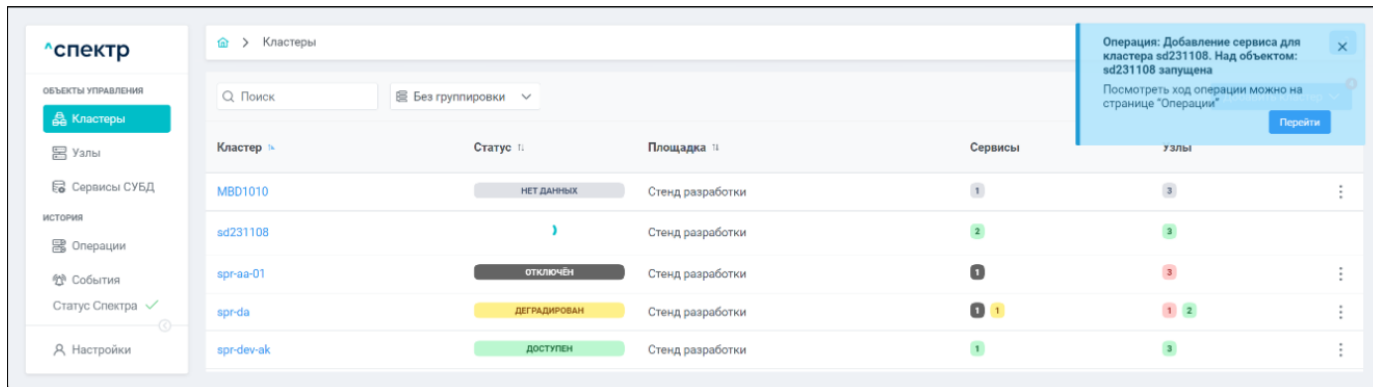 ^спектр
ОБЪЕКТЫ УПРАВЛЕНИЯ
Кластеры
Узлы
Сервисы СУБД
ИСТОРИЯ
Операции
События
Статус Спектра
Настройки
> Кластеры
Поиск
Без группировки
Операция: Добавление сервиса для
кластера sd231108. Над объектом:
sd231108 запущена
Посмотреть ход операции можно на
странице "Операции"
Перейти
Кластер Статус Площадка Сервисы Узлы
MBD1010 НЕТ ДАННЫХ Стенд разработки 1 3
sd231108 Стенд разработки 2 3
spr-aa-01 ОТКЛЮЧЁН Стенд разработки 1 3
spr-da ДЕГРАДИРОВАН Стенд разработки 1 1 1 2
spr-dev-ak ДОСТУПЕН Стенд разработки 1 3